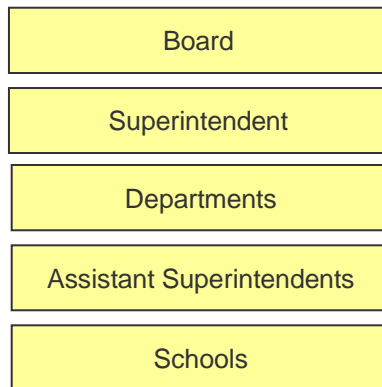 Board
Superintendent
Departments
Assistant Superintendents
Schools